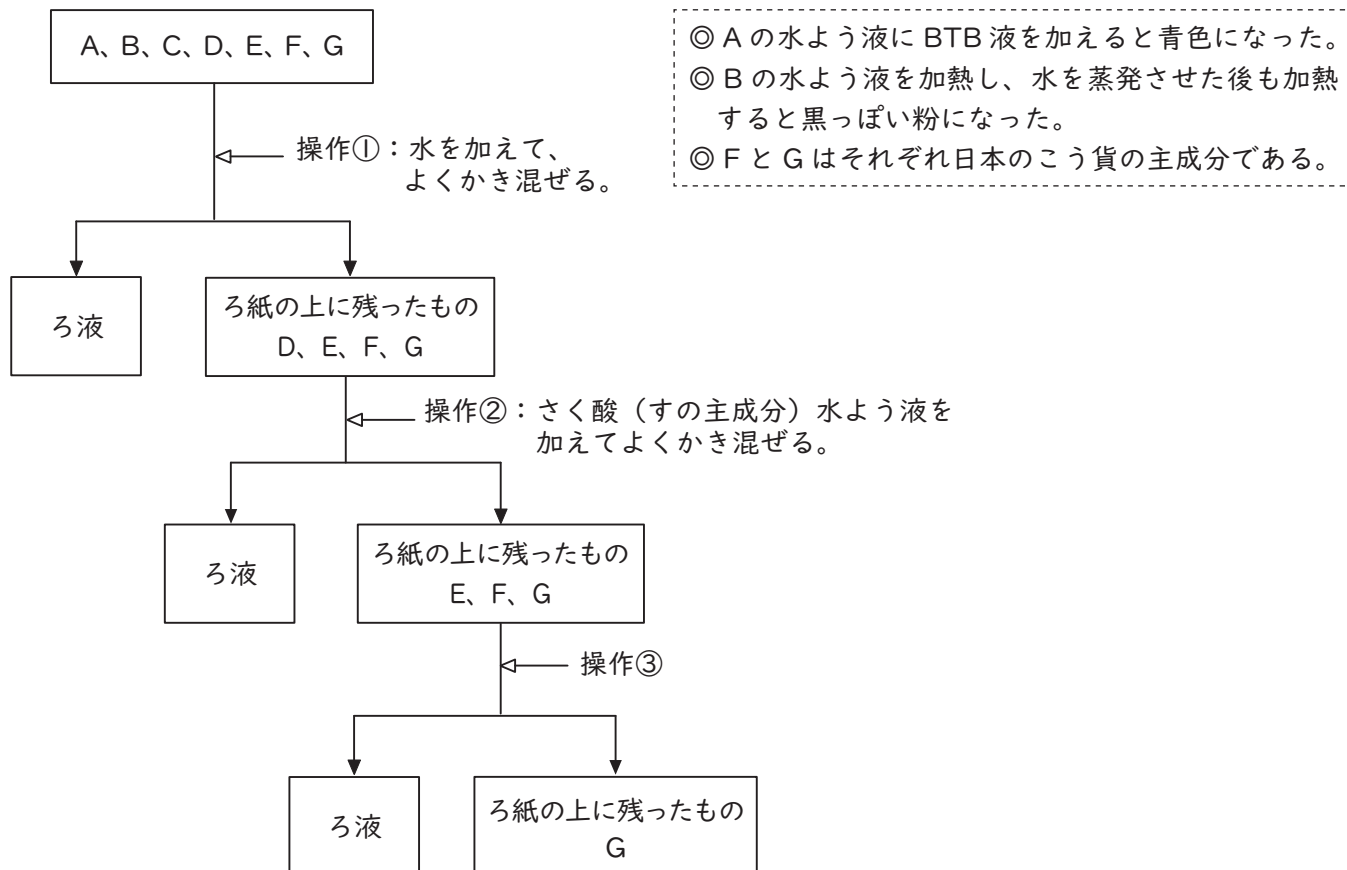 A、B、C、D、E、F、G
◎ A の水よう液に BTB 液を加えると青色になった。
◎ B の水よう液を加熱し、水を蒸発させた後も加熱
すると黒っぽい粉になった。
◎ F と G はそれぞれ日本のこう貨の主成分である。
操作①：水を加えて、
よくかき混ぜる。
ろ液
ろ紙の上に残ったもの
D、E、F、G
操作②：さく酸（すの主成分）水よう液を
加えてよくかき混ぜる。
ろ液
ろ紙の上に残ったもの
E、F、G
操作③
ろ液
ろ紙の上に残ったもの
G